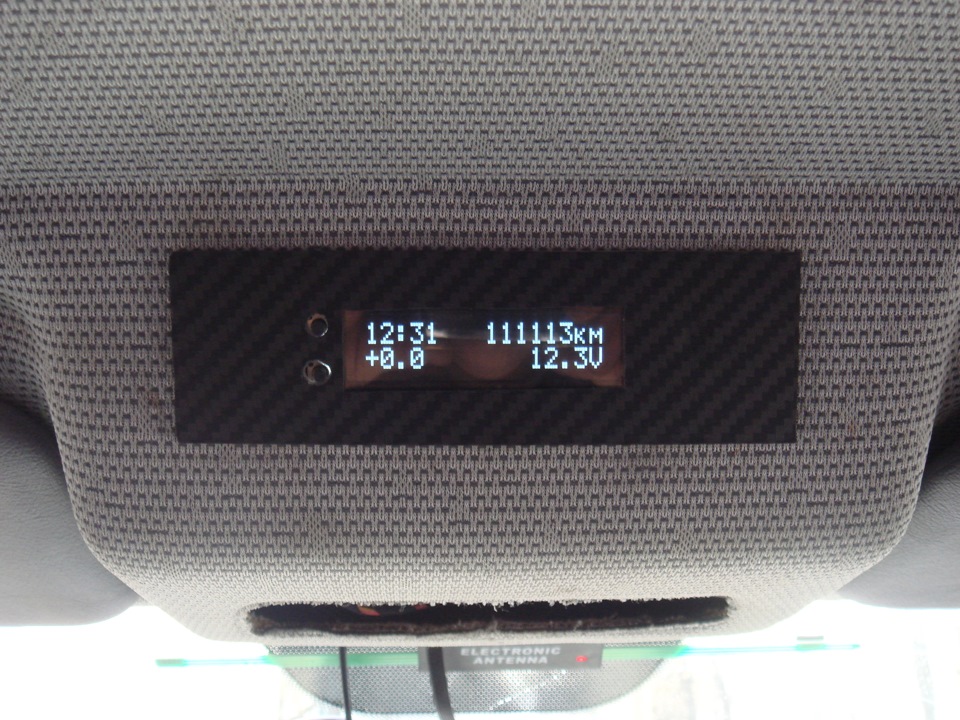 12:31 111113км
+0.0 12.3V
ELECTRONIC
ANTENNA